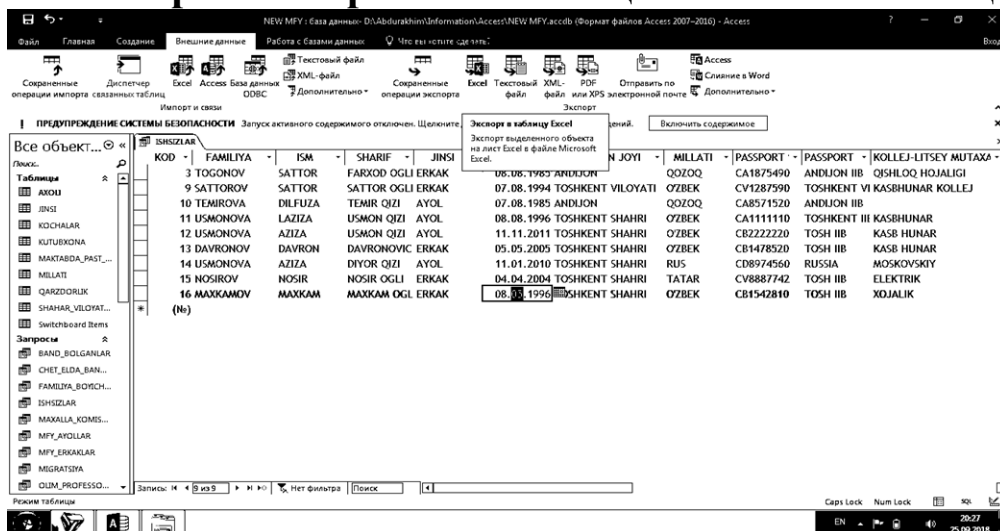 NEW MFY : база данных- D:\Abdurakhim\Information\Access\NEW MFY.accdb (Формат файлов Access 2007–2016) - Access
Файл Главная Создание Внешние данные Работа с базами данных Что вы хотите сделать? Вход
Сохраненные операции импорта
Диспетчер связанных таблиц
Excel
Access
База данных ODBC
Текстовый файл
XML-файл
Дополнительно
Импорт и связи
Сохраненные операции экспорта
Excel
Текстовый файл
XML-файл
PDF или XPS
Отправить по электронной почте
Access
Слияние в Word
Дополнительно
Экспорт
ПРЕДУПРЕЖДЕНИЕ СИСТЕМЫ БЕЗОПАСНОСТИ Запуск активного содержимого отключен. Щелкните, дений. Включить содержимое
Экспорт в таблицу Excel
Экспорт выделенного объекта
на лист Excel в файле Microsoft
Excel.
Все объект...
Поиск...
Таблицы
AXOLI
JINSI
KOCHALAR
KUTUBXONA
MAKTABDA_PAST_...
MILLATI
QARZDORLIK
SHAHAR_VILOYAT...
Switchboard Items
Запросы
BAND_BOLGANLAR
CHET_ELDA_BAN...
FAMILIYA_BOYICH...
ISHSIZLAR
MAXALLA_KOMIS...
MFY_AYOLLAR
MFY_ERKAKLAR
MIGRATSIYA
OLIM_PROFESSO...
ISHSIZLAR
KOD FAMILIYA ISM SHARIF JINSI N JOYI MILLATI PASSPORT PASSPORT KOLLEJ-LITSEY MUTAXA
3 TOGONOV SATTOR FARXOD OGLI ERKAK 08.08.1985 ANDIJON QOZOQ CA1875490 ANDIJON IIB QISHLOQ HOJALIGI
9 SATTOROV SATTOR SATTOR OGLI ERKAK 07.08.1994 TOSHKENT VILOYATI O'ZBEK CV1287590 TOSHKENT VI KASBHUNAR KOLLEJ
10 TEMIROVA DILFUZA TEMIR QIZI AYOL 07.08.1985 ANDIJON QOZOQ CA8571520 ANDIJON IIB
11 USMONOVA LAZIZA USMON QIZI AYOL 08.08.1996 TOSHKENT SHAHRI O'ZBEK CA1111110 TOSHKENT III KASBHUNAR
12 USMONOVA AZIZA USMON QIZI AYOL 11.11.2011 TOSHKENT SHAHRI O'ZBEK CB2222220 TOSH IIB KASB HUNAR
13 DAVRONOV DAVRON DAVRONOVIC ERKAK 05.05.2005 TOSHKENT SHAHRI O'ZBEK CB1478520 TOSH IIB KASB HUNAR
14 USMONOVA AZIZA DIYOR QIZI AYOL 11.01.2010 TOSHKENT SHAHRI RUS CD8974560 RUSSIA MOSKOVSKIY
15 NOSIROV NOSIR NOSIR OGLI ERKAK 04.04.2004 TOSHKENT SHAHRI TATAR CV8887742 TOSH IIB ELEKTRIK
16 MAXKAMOV MAXKAM MAXKAM OGL ERKAK 08.03.1996 OSHKENT SHAHRI O'ZBEK CB1542810 TOSH IIB XOJALIK
(№)
Запись: 9 из 9 Нет фильтра Поиск
Режим таблицы Caps Lock Num Lock SQL
EN 20:27
25.09.2018